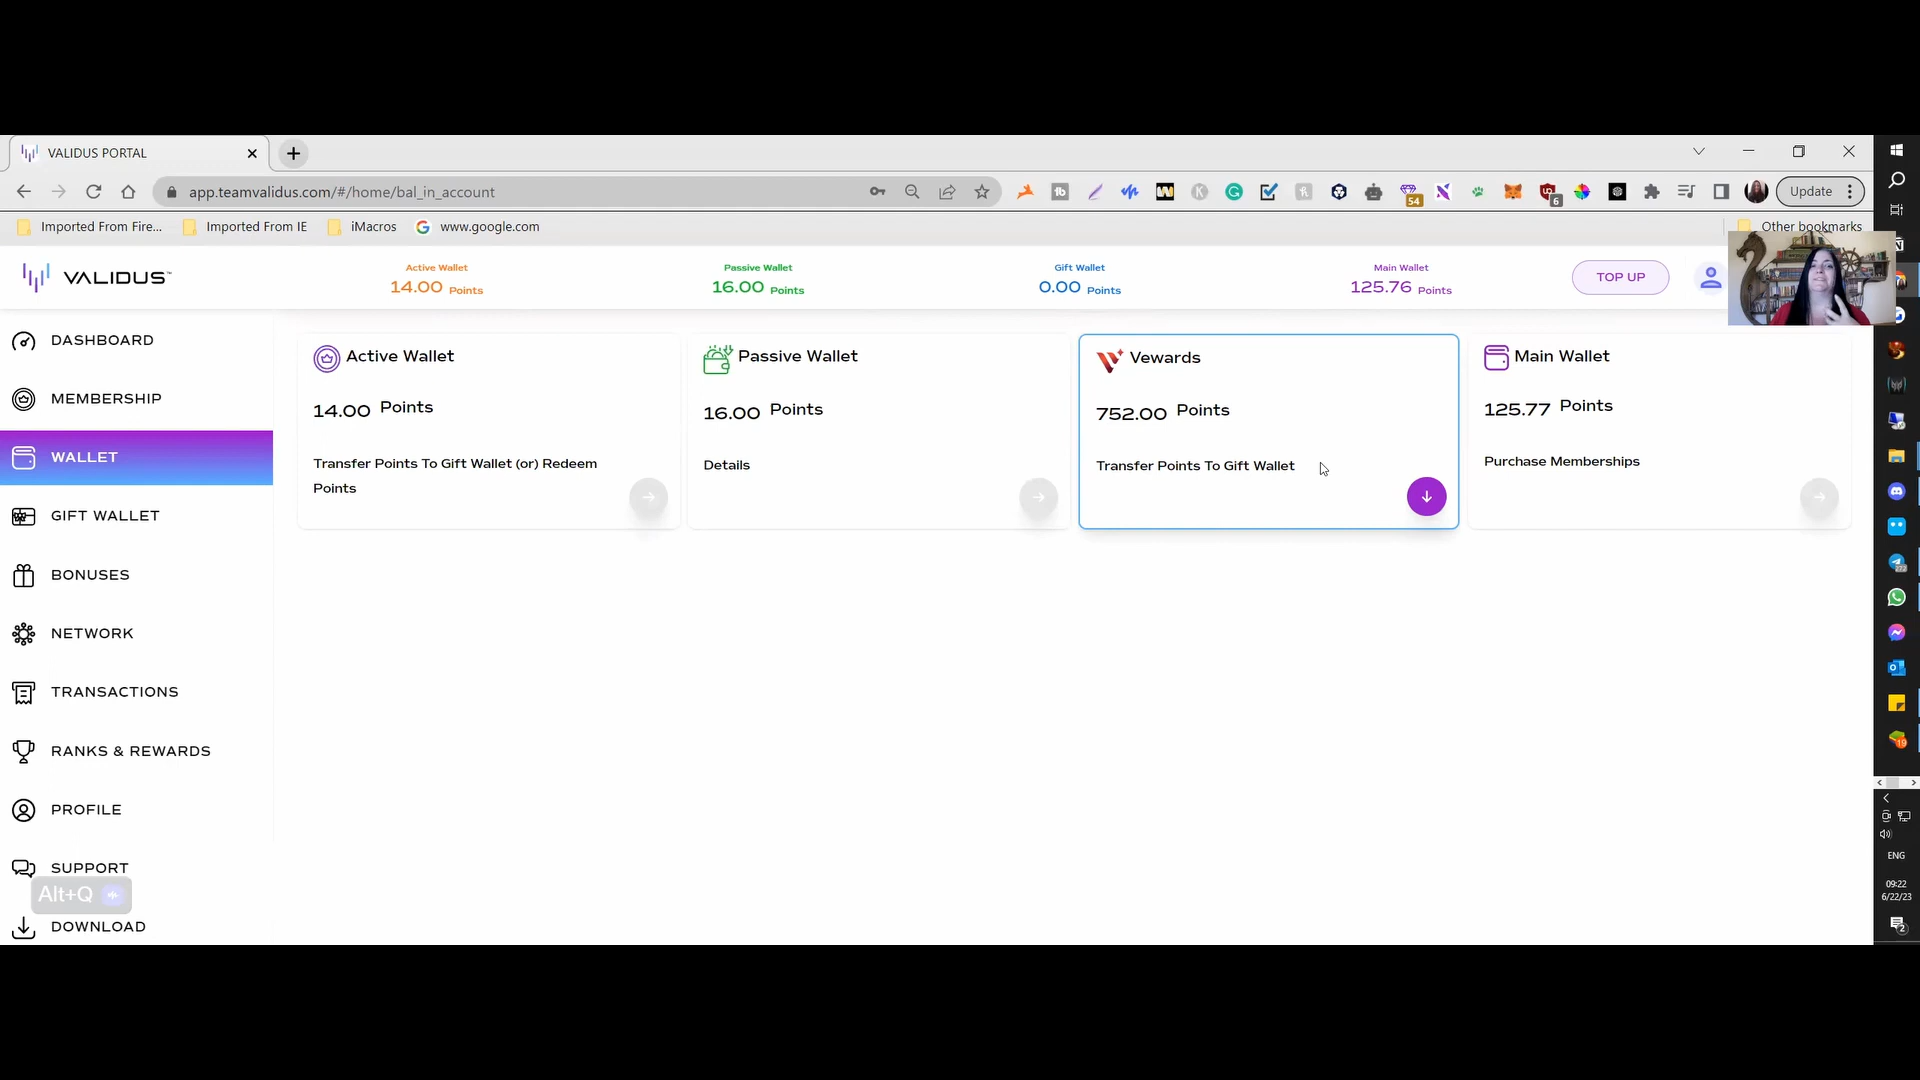 VALIDUS PORTAL
app.teamvalidus.com/#/home/bal_in_account
54
6
Update
Imported From Fire...
Imported From IE
iMacros
www.google.com
Other bookmarks
VALIDUS™
Active Wallet
14.00 Points
Passive Wallet
16.00 Points
Gift Wallet
0.00 Points
Main Wallet
125.76 Points
TOP UP
DASHBOARD
MEMBERSHIP
WALLET
GIFT WALLET
BONUSES
NETWORK
TRANSACTIONS
RANKS & REWARDS
PROFILE
SUPPORT
Alt+Q
DOWNLOAD
Active Wallet
14.00 Points
Transfer Points To Gift Wallet (or) Redeem
Points
Passive Wallet
16.00 Points
Details
Vewards
752.00 Points
Transfer Points To Gift Wallet
Main Wallet
125.77 Points
Purchase Memberships
19
ENG
09:22
6/22/23
2